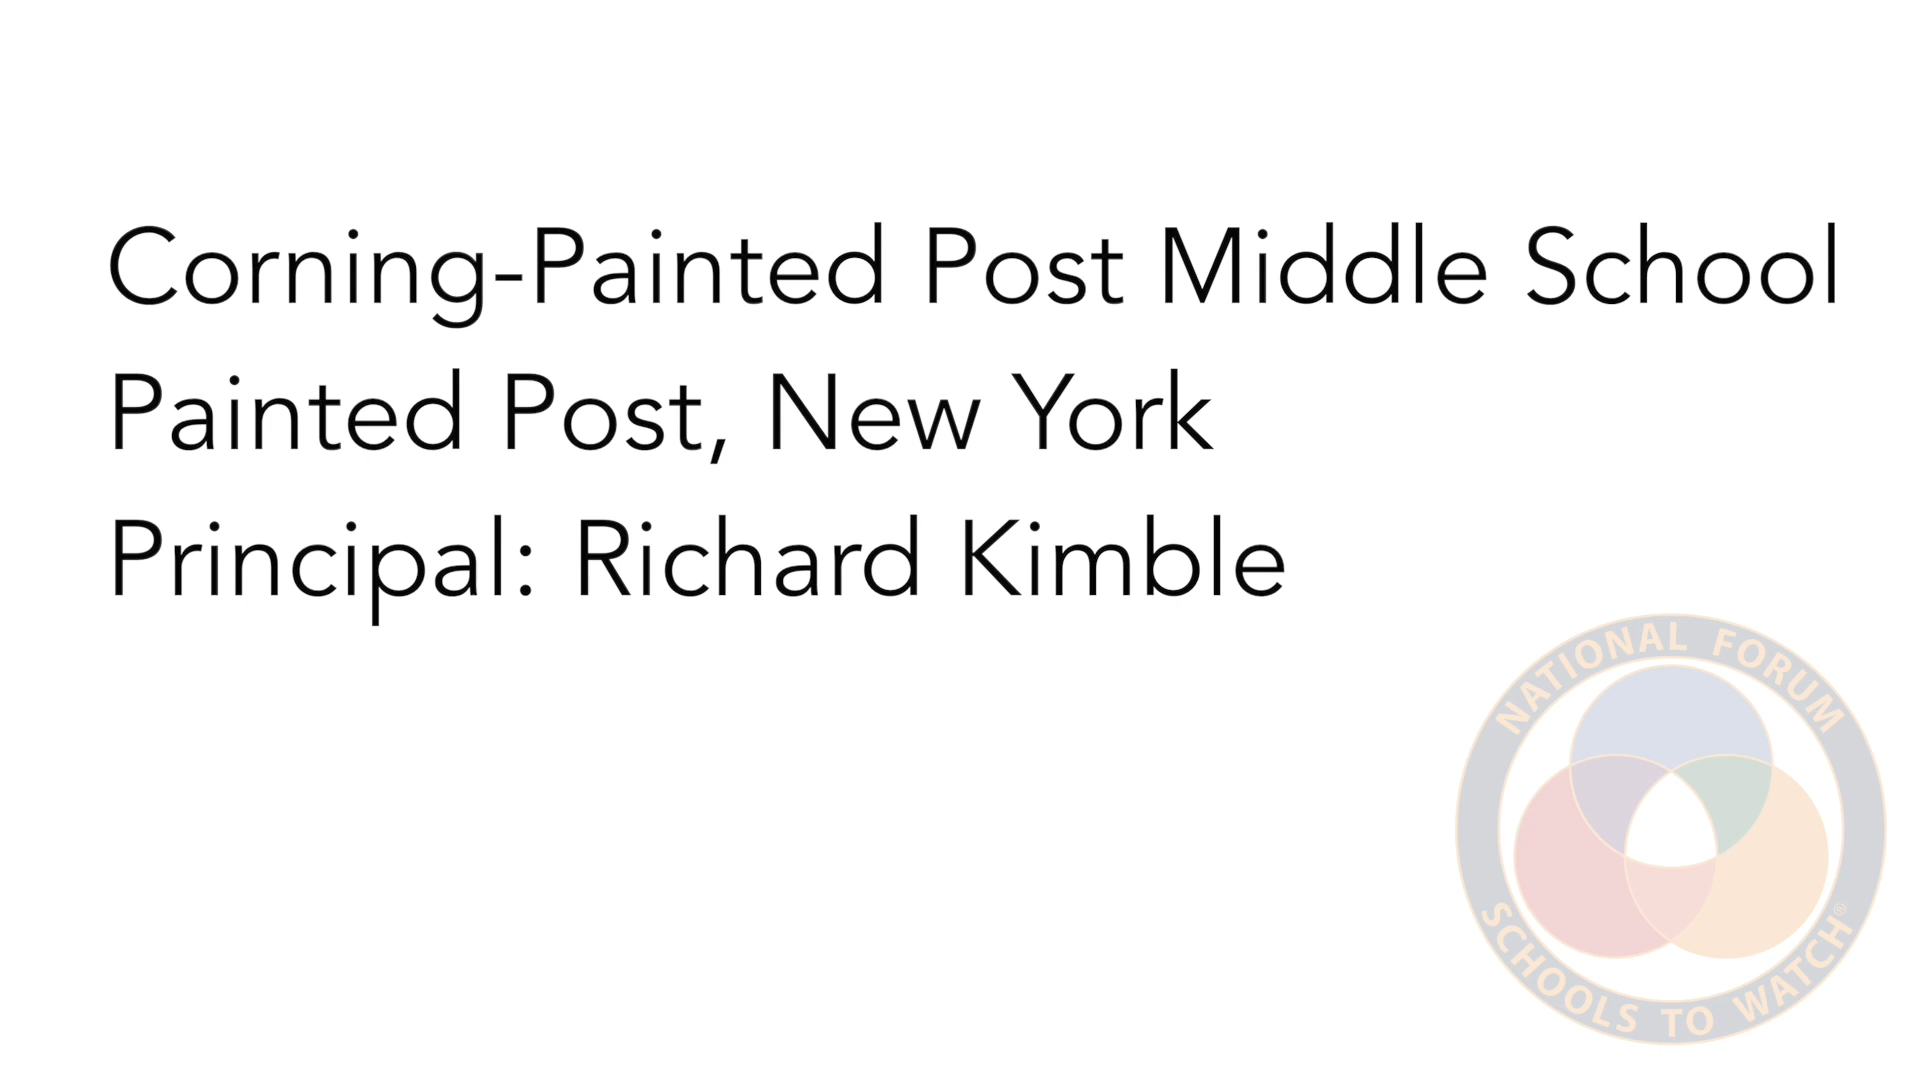 Corning-Painted Post Middle School
Painted Post, New York
Principal: Richard Kimble
NATIONAL FORUM
SCHOOLS TO WATCH®